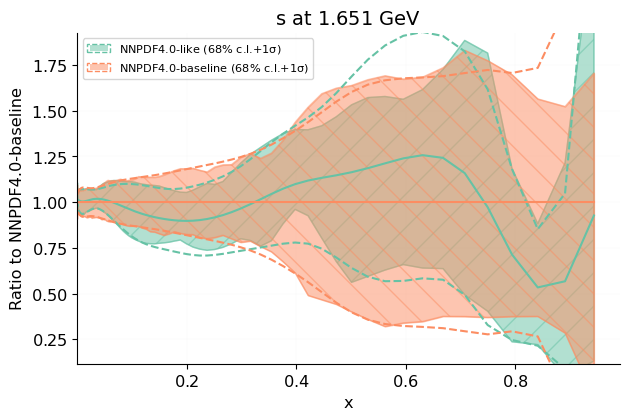 s at 1.651 GeV
NNPDF4.0-like (68% c.l.+1σ)
NNPDF4.0-baseline (68% c.l.+1σ)
Ratio to NNPDF4.0-baseline
1.75
1.50
1.25
1.00
0.75
0.50
0.25
0.2 0.4 0.6 0.8
x